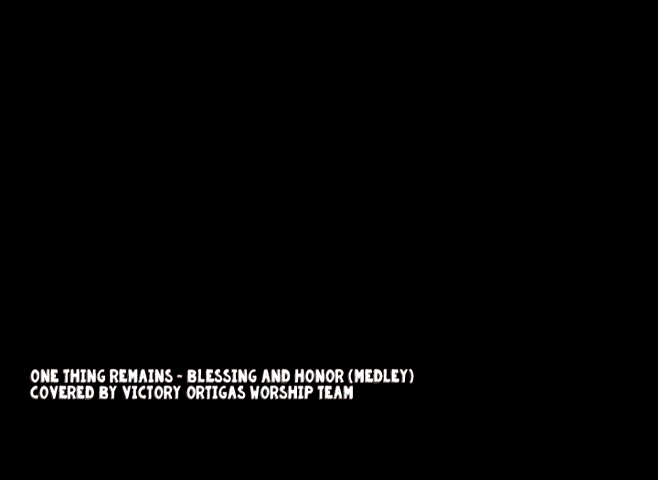 ONE THING REMAINS - BLESSING AND HONOR (MEDLEY)
COVERED BY VICTORY ORTIGAS WORSHIP TEAM